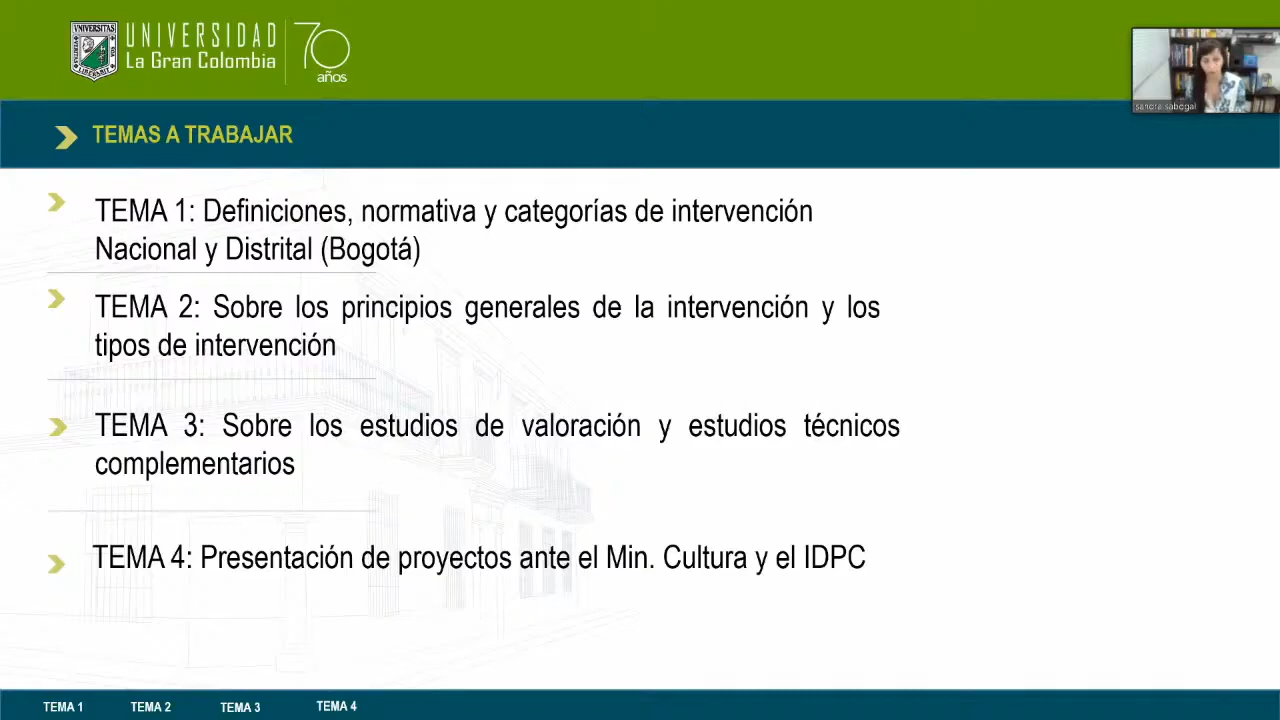 UNIVERSITAS
UNIVERSIDAD
La Gran Colombia
70
años
sandra sabogal
TEMAS A TRABAJAR
TEMA 1: Definiciones, normativa y categorías de intervención
Nacional y Distrital (Bogotá)
TEMA 2: Sobre los principios generales de la intervención y los
tipos de intervención
TEMA 3: Sobre los estudios de valoración y estudios técnicos
complementarios
TEMA 4: Presentación de proyectos ante el Min. Cultura y el IDPC
TEMA 1
TEMA 2
TEMA 3
TEMA 4